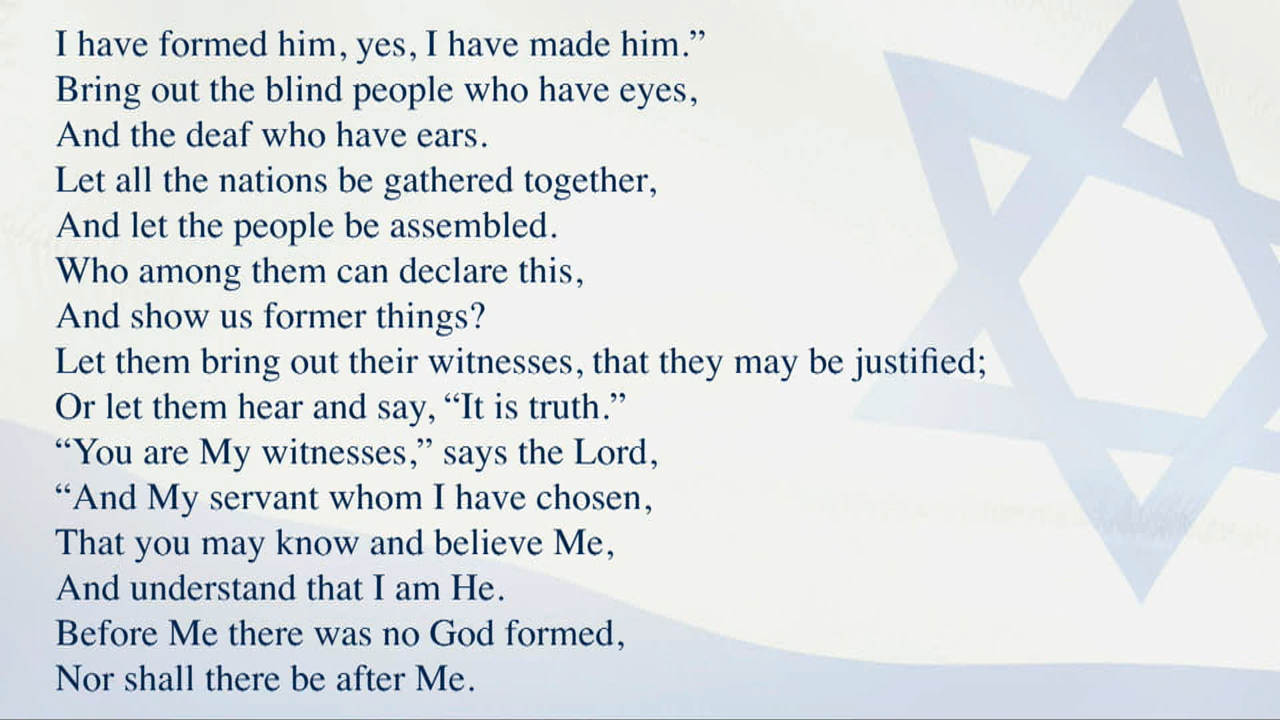 I have formed him, yes, I have made him.”
Bring out the blind people who have eyes,
And the deaf who have ears.
Let all the nations be gathered together,
And let the people be assembled.
Who among them can declare this,
And show us former things?
Let them bring out their witnesses, that they may be justified;
Or let them hear and say, “It is truth.”
“You are My witnesses,” says the Lord,
“And My servant whom I have chosen,
That you may know and believe Me,
And understand that I am He.
Before Me there was no God formed,
Nor shall there be after Me.